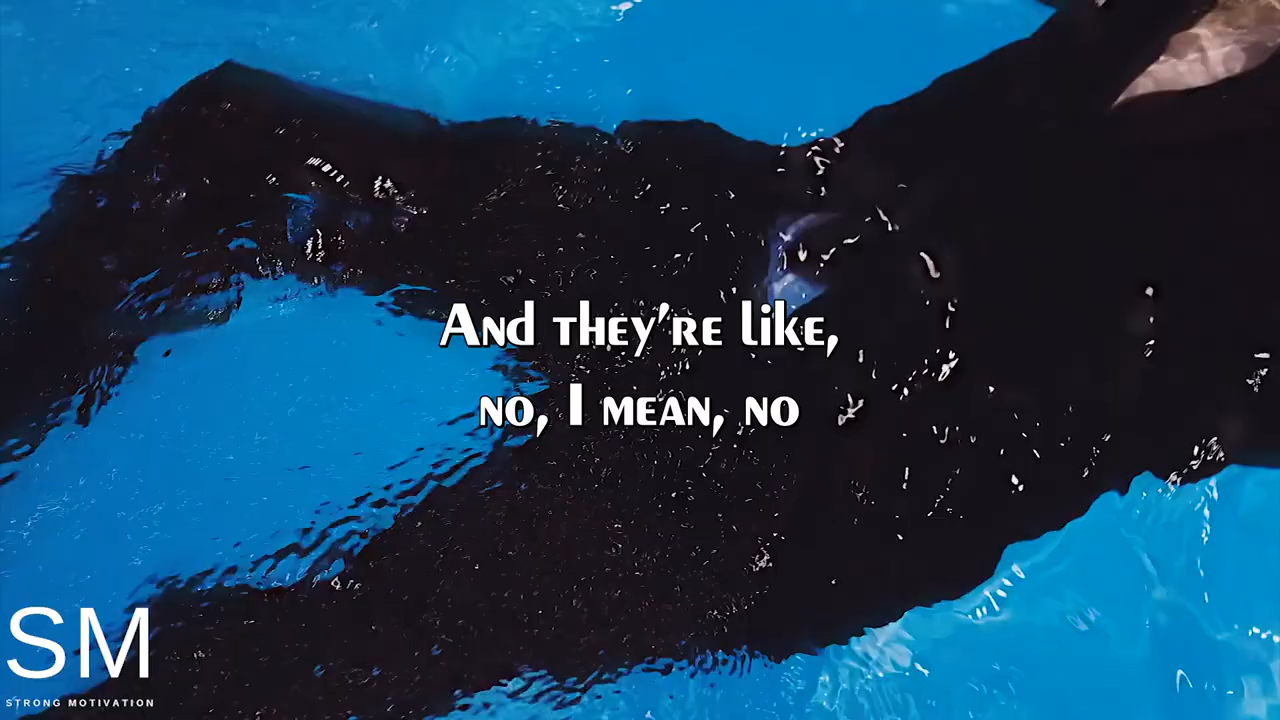 And they're like,
no, I mean, no
SM
STRONG MOTIVATION